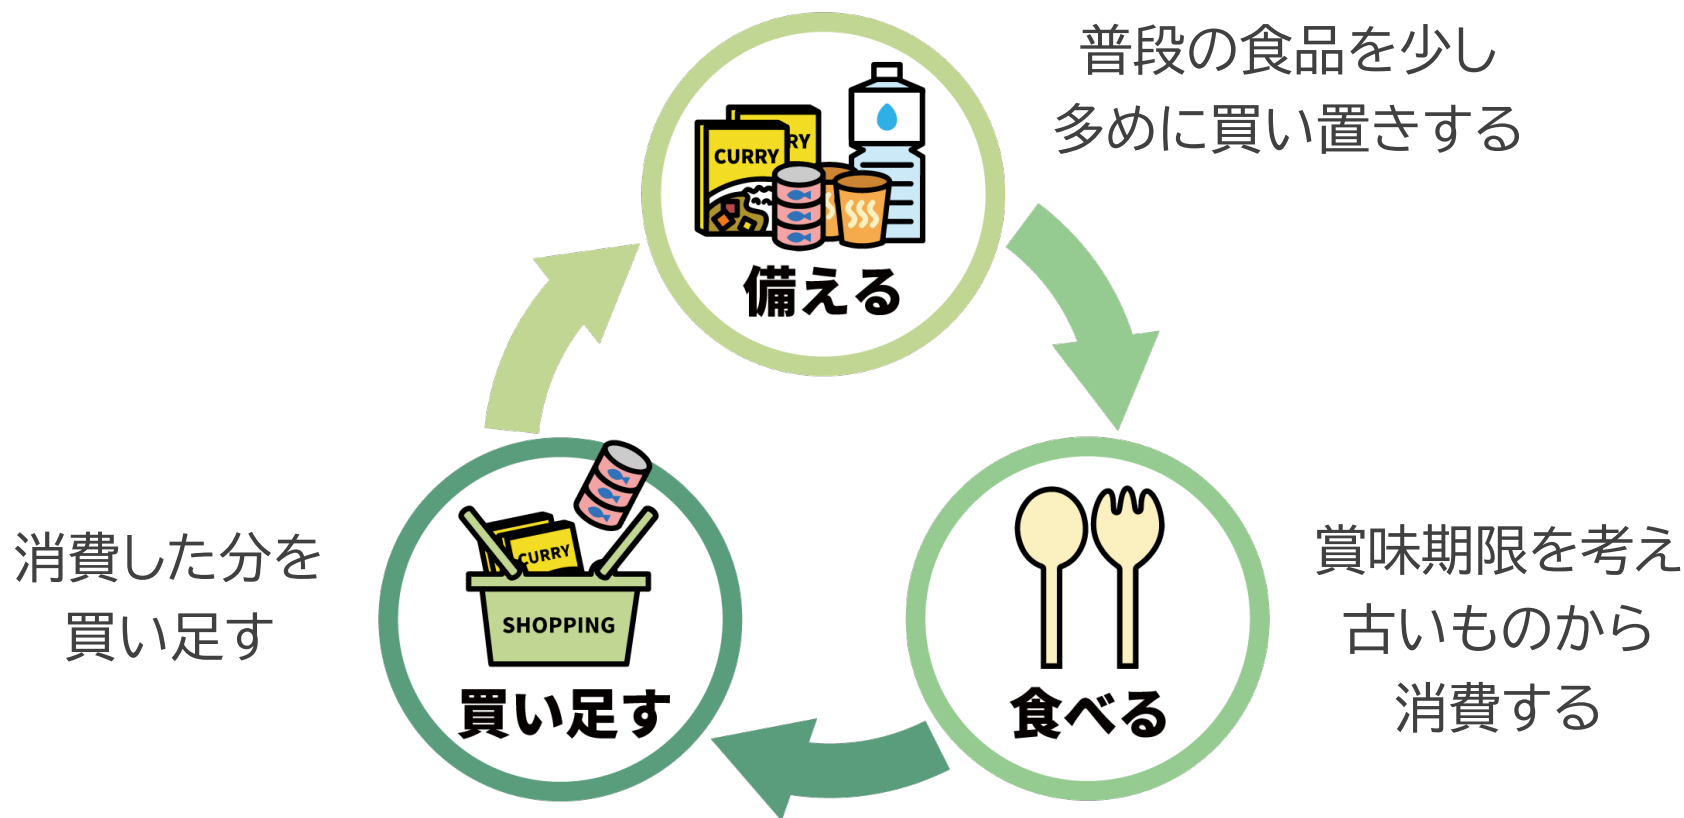 普段の食品を少し
多めに買い置きする
CURRY
RY
備える
賞味期限を考え
古いものから
消費する
食べる
消費した分を
買い足す
CURRY
SHOPPING
買い足す